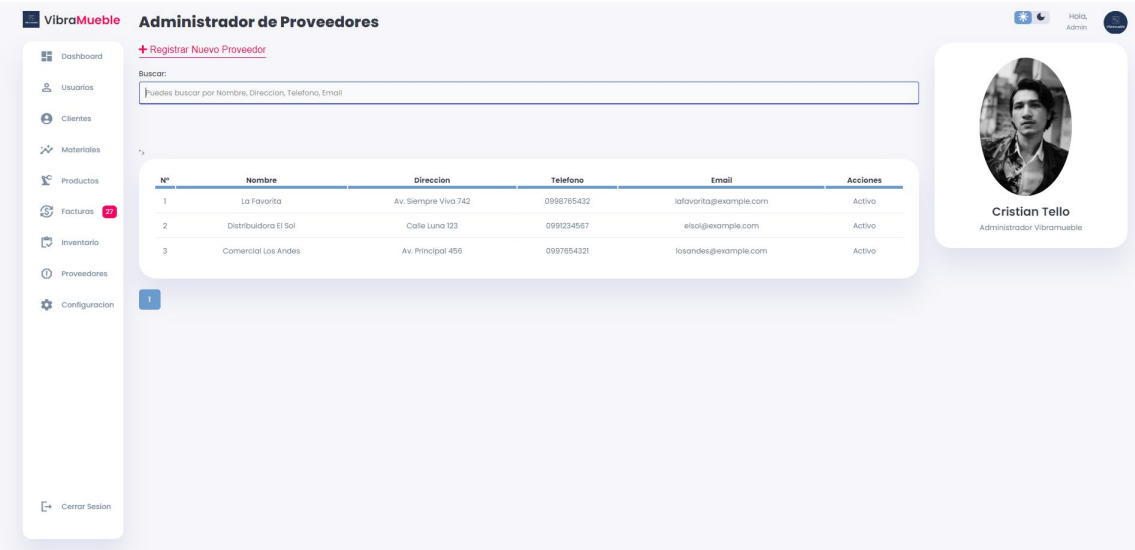 VibraMueble
Administrador de Proveedores
Hola,
Admin
Dashboard
Usuarios
Clientes
Materiales
Productos
Facturas 27
Inventario
Proveedores
Configuracion
Cerrar Sesion
+ Registrar Nuevo Proveedor
Buscar:
Puedes buscar por Nombre, Direccion, Telefono, Email
">
N° Nombre Direccion Telefono Email Acciones
1 La Favorita Av. Siempre Viva 742 0998765432 lafavorita@example.com Activo
2 Distribuidora El Sol Calle Luna 123 0991234567 elsol@example.com Activo
3 Comercial Los Andes Av. Principal 456 0997654321 losandes@example.com Activo
1
Cristian Tello
Administrador Vibramueble